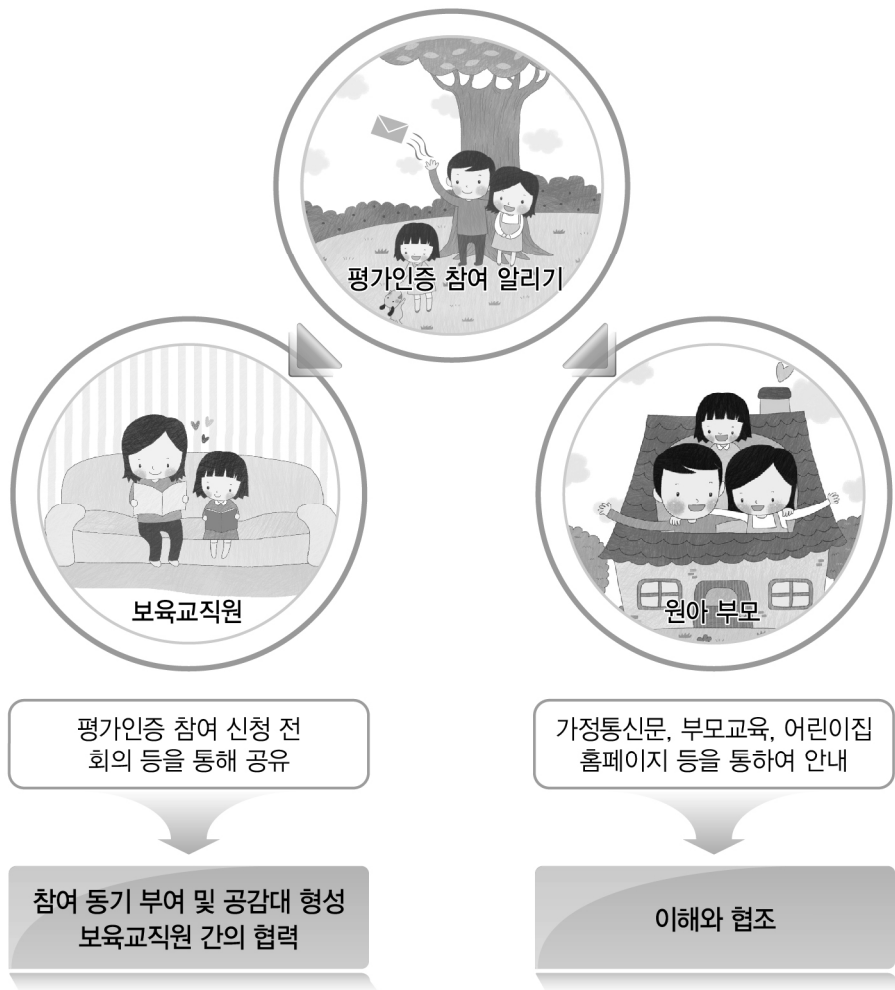 평가인증 참여 알리기
보육교직원
원아 부모
평가인증 참여 신청 전
회의 등을 통해 공유
가정통신문, 부모교육, 어린이집
홈페이지 등을 통하여 안내
참여 동기 부여 및 공감대 형성
보육교직원 간의 협력
이해와 협조